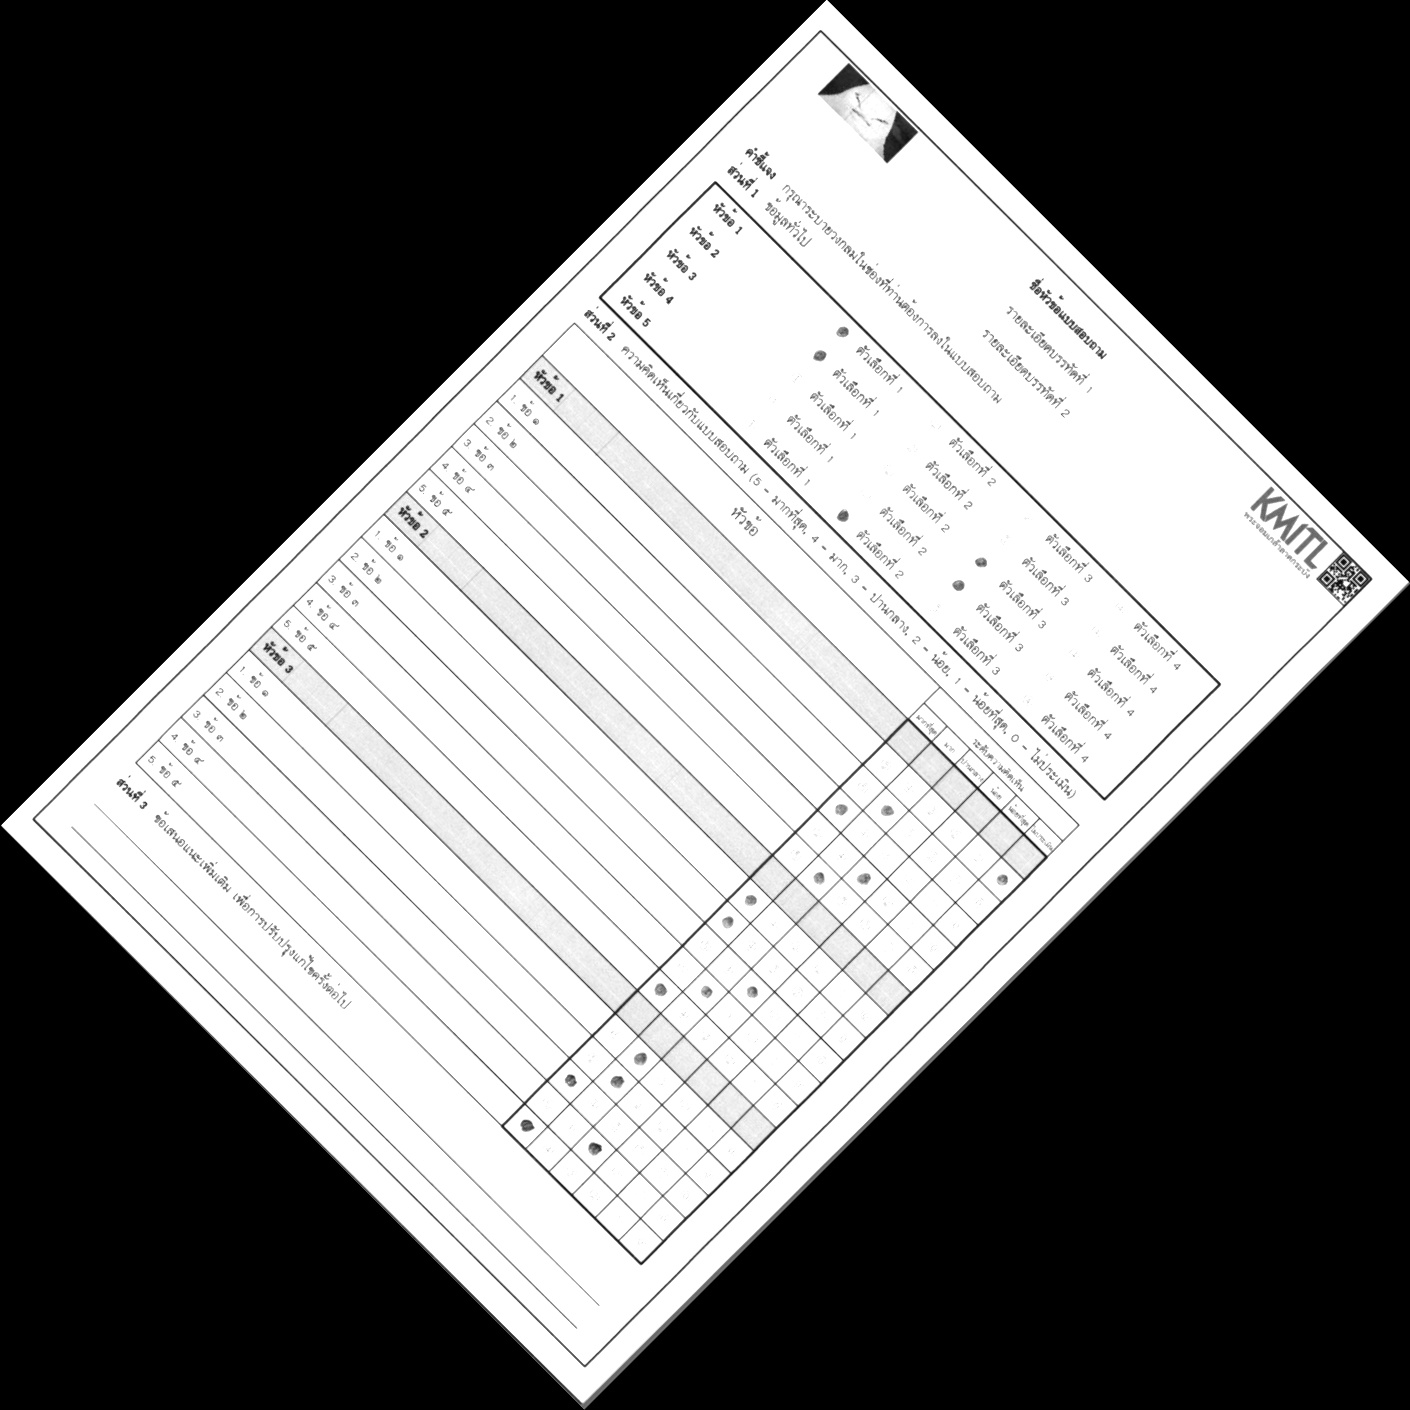 KMITL
พระจอมเกล้าลาดกระบัง
ชื่อหัวข้อแบบสอบถาม
รายละเอียดบรรทัดที่ 1
รายละเอียดบรรทัดที่ 2
คำชี้แจง กรุณาระบายวงกลมในช่องที่ท่านต้องการลงในแบบสอบถาม
ส่วนที่ 1 ข้อมูลทั่วไป
หัวข้อ 1 ตัวเลือกที่ 1 ตัวเลือกที่ 2 ตัวเลือกที่ 3 ตัวเลือกที่ 4
หัวข้อ 2 ตัวเลือกที่ 1 ตัวเลือกที่ 2 ตัวเลือกที่ 3 ตัวเลือกที่ 4
หัวข้อ 3 ตัวเลือกที่ 1 ตัวเลือกที่ 2 ตัวเลือกที่ 3 ตัวเลือกที่ 4
หัวข้อ 4 ตัวเลือกที่ 1 ตัวเลือกที่ 2 ตัวเลือกที่ 3 ตัวเลือกที่ 4
หัวข้อ 5 ตัวเลือกที่ 1 ตัวเลือกที่ 2 ตัวเลือกที่ 3 ตัวเลือกที่ 4
ส่วนที่ 2 ความคิดเห็นเกี่ยวกับแบบสอบถาม (5 - มากที่สุด, 4 - มาก, 3 - ปานกลาง, 2 - น้อย, 1 - น้อยที่สุด, 0 - ไม่ประเมิน)
หัวข้อ ระดับความคิดเห็น
มากที่สุด มาก ปานกลาง น้อย น้อยที่สุด ไม่ประเมิน
หัวข้อ 1
1. ข้อ ๑
2. ข้อ ๒
3. ข้อ ๓
4. ข้อ ๔
5. ข้อ ๕
หัวข้อ 2
1. ข้อ ๑
2. ข้อ ๒
3. ข้อ ๓
4. ข้อ ๔
5. ข้อ ๕
หัวข้อ 3
1. ข้อ ๑
2. ข้อ ๒
3. ข้อ ๓
4. ข้อ ๔
5. ข้อ ๕
ส่วนที่ 3 ข้อเสนอแนะเพิ่มเติม เพื่อการปรับปรุงแก้ไขครั้งต่อไป